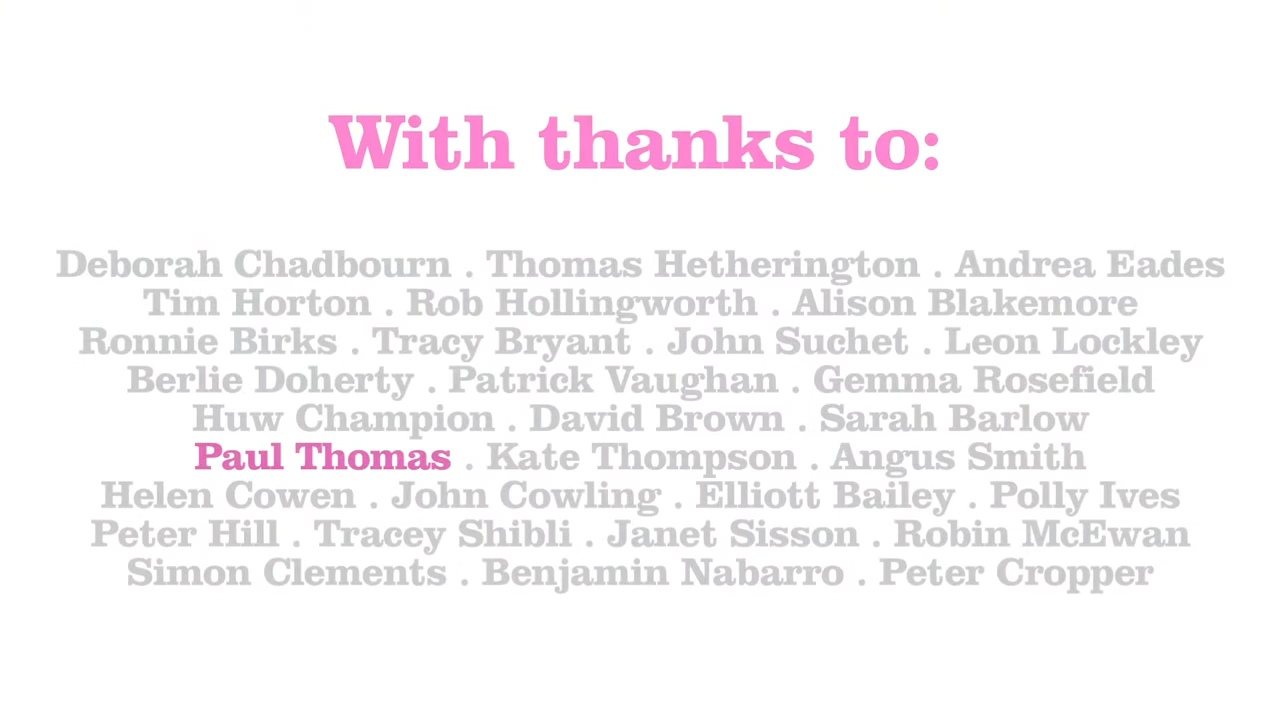 With thanks to:
Deborah Chadbourn . Thomas Hetherington . Andrea Eades
Tim Horton . Rob Hollingworth . Alison Blakemore
Ronnie Birks . Tracy Bryant . John Suchet . Leon Lockley
Berlie Doherty . Patrick Vaughan . Gemma Rosefield
Huw Champion . David Brown . Sarah Barlow
Paul Thomas . Kate Thompson . Angus Smith
Helen Cowen . John Cowling . Elliott Bailey . Polly Ives
Peter Hill . Tracey Shibli . Janet Sisson . Robin McEwan
Simon Clements . Benjamin Nabarro . Peter Cropper